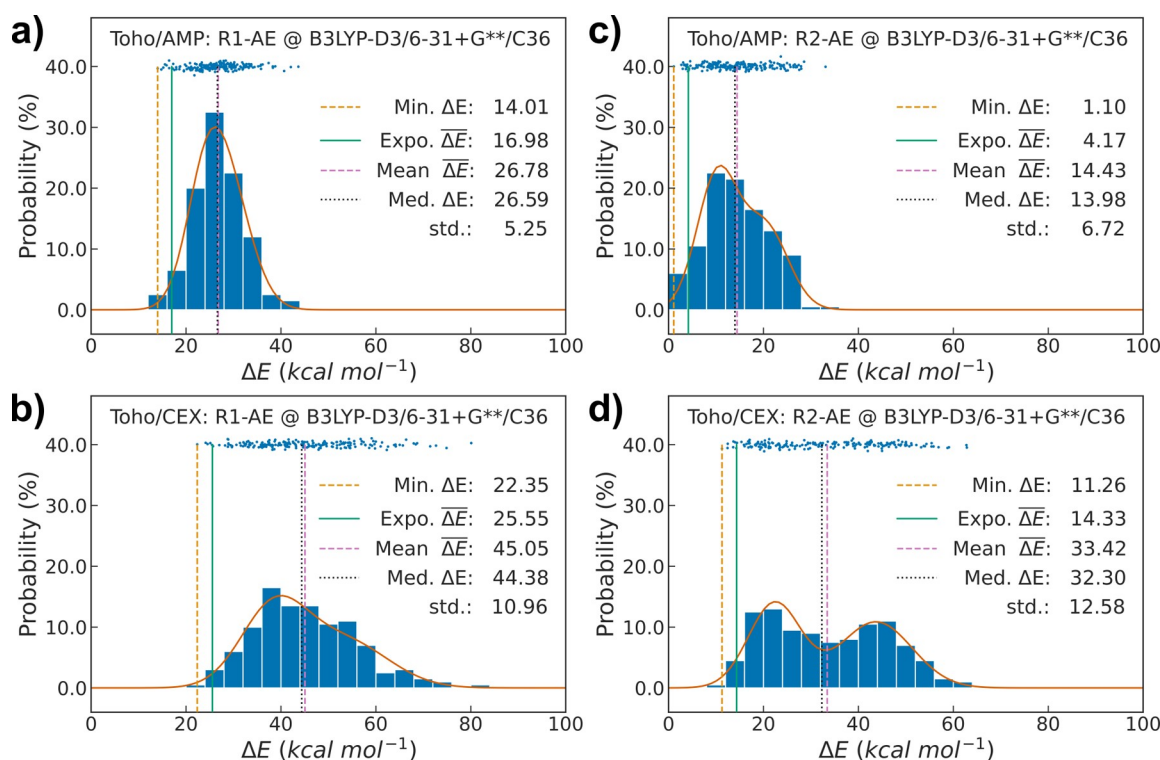 a)
Toho/AMP: R1-AE @ B3LYP-D3/6-31+G**/C36
Probability (%)
40.0
30.0
20.0
10.0
0.0
Min. ΔE: 14.01
Expo. ΔE̅: 16.98
Mean ΔE̅: 26.78
Med. ΔE: 26.59
std.: 5.25
0 20 40 60 80 100
ΔE (kcal mol⁻¹)
c)
Toho/AMP: R2-AE @ B3LYP-D3/6-31+G**/C36
Probability (%)
40.0
30.0
20.0
10.0
0.0
Min. ΔE: 1.10
Expo. ΔE̅: 4.17
Mean ΔE̅: 14.43
Med. ΔE: 13.98
std.: 6.72
0 20 40 60 80 100
ΔE (kcal mol⁻¹)
b)
Toho/CEX: R1-AE @ B3LYP-D3/6-31+G**/C36
Probability (%)
40.0
30.0
20.0
10.0
0.0
Min. ΔE: 22.35
Expo. ΔE̅: 25.55
Mean ΔE̅: 45.05
Med. ΔE: 44.38
std.: 10.96
0 20 40 60 80 100
ΔE (kcal mol⁻¹)
d)
Toho/CEX: R2-AE @ B3LYP-D3/6-31+G**/C36
Probability (%)
40.0
30.0
20.0
10.0
0.0
Min. ΔE: 11.26
Expo. ΔE̅: 14.33
Mean ΔE̅: 33.42
Med. ΔE: 32.30
std.: 12.58
0 20 40 60 80 100
ΔE (kcal mol⁻¹)